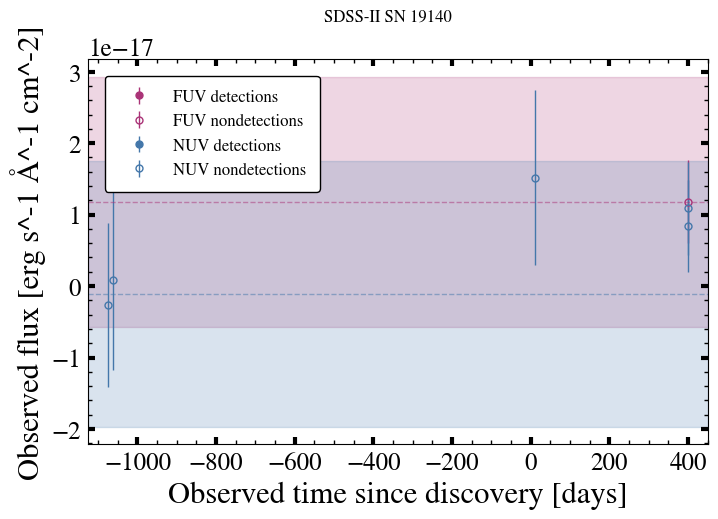 SDSS-II SN 19140
1e−17
FUV detections
FUV nondetections
NUV detections
NUV nondetections
3
2
1
0
−1
−2
Observed flux [erg s^-1 Å^-1 cm^-2]
−1000 −800 −600 −400 −200 0 200 400
Observed time since discovery [days]